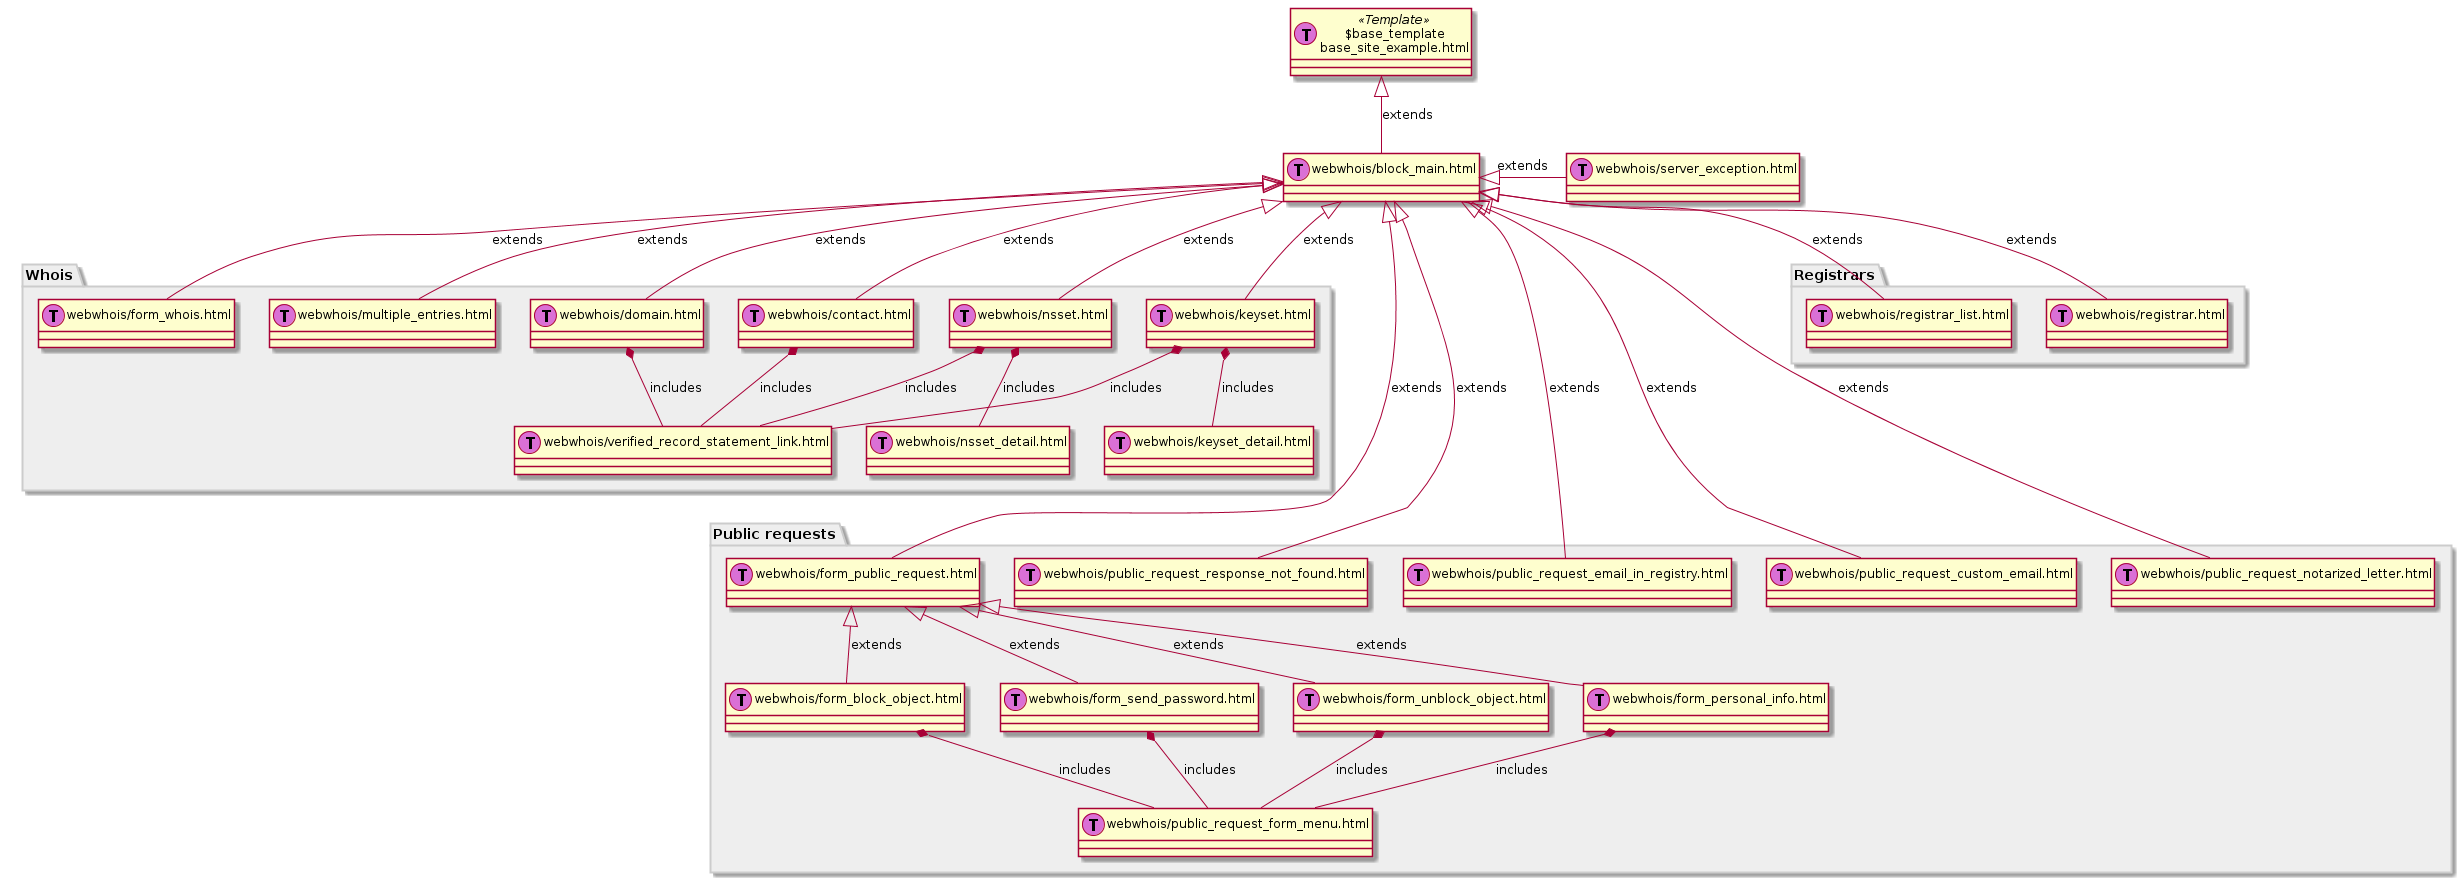 «Template»
$base_template
base_site_example.html
extends
T webwhois/block_main.html
extends
T webwhois/server_exception.html
extends
extends
extends
extends
extends
extends
extends
extends
Whois
Registrars
T webwhois/form_whois.html
T webwhois/multiple_entries.html
T webwhois/domain.html
T webwhois/contact.html
T webwhois/nsset.html
T webwhois/keyset.html
T webwhois/registrar_list.html
T webwhois/registrar.html
includes
includes
includes
includes
includes
includes
extends
extends
extends
extends
extends
T webwhois/verified_record_statement_link.html
T webwhois/nsset_detail.html
T webwhois/keyset_detail.html
Public requests
T webwhois/form_public_request.html
T webwhois/public_request_response_not_found.html
T webwhois/public_request_email_in_registry.html
T webwhois/public_request_custom_email.html
T webwhois/public_request_notarized_letter.html
extends
extends
extends
extends
T webwhois/form_block_object.html
T webwhois/form_send_password.html
T webwhois/form_unblock_object.html
T webwhois/form_personal_info.html
includes
includes
includes
includes
T webwhois/public_request_form_menu.html